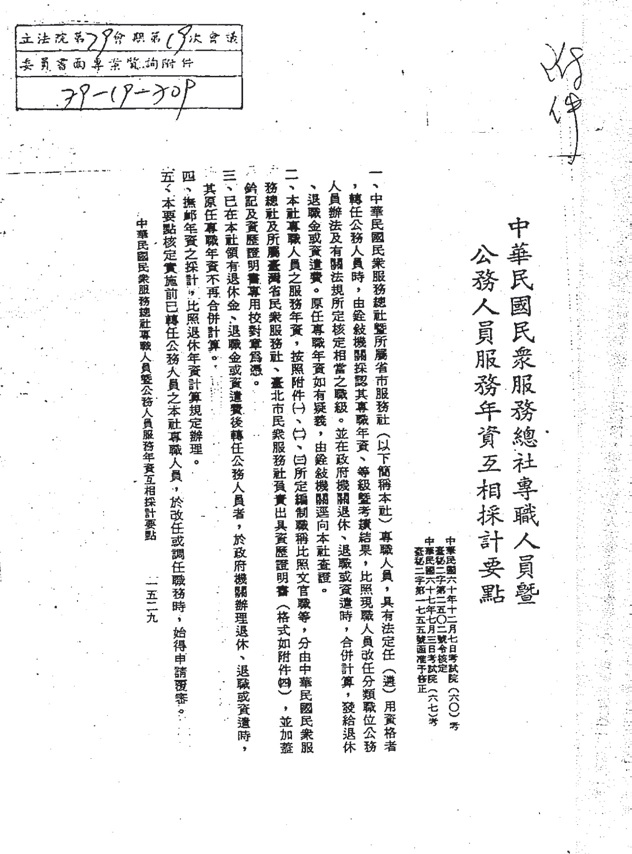 立法院第79會期第19次會議
委員書面專案質詢附件
79-19-209
附件
中華民國民衆服務總社專職人員暨
公務人員服務年資互相採計要點
中華民國六十年十二月七日考試院(六〇)考
臺秘二字第二五〇二號令核定
中華民國六十七年七月三日考試院(六七)考
臺秘二字第一七五五號函准予修正
一、中華民國民衆服務總社暨所屬省市服務社(以下簡稱本社)專職人員,具有法定任(遴)用資格者
,轉任公務人員時,由銓敍機關採認其專職年資、等級暨考績結果,比照現職人員改任分類職位公務
人員辦法及有關法規所定核定相當之職級。並在政府機關退休、退職或資遣時,合併計算,發給退休
、退職金或資遣費。原任專職年資如有疑義,由銓敍機關逕向本社查證。
二、本社專職人員之服務年資,按照附件㈠、㈡、㈢所定編制職稱比照文官職等,分由中華民國民衆服
務總社及所屬臺灣省民衆服務社、臺北市民衆服務社負責出具資歷證明書(格式如附件㈣),並加蓋
鈐記及資歷證明書專用校對章爲憑。
三、已在本社領有退休金、退職金或資遣費後轉任公務人員者,於政府機關辦理退休、退職或資遣時,
其原任專職年資不再合併計算。
四、撫卹年資之採計,比照退休年資計算規定辦理。
五、本要點核定實施前已轉任公務人員之本社專職人員,於改任或調任職務時,始得申請覆審。
中華民國民衆服務總社專職人員暨公務人員服務年資互相採計要點
一五二九